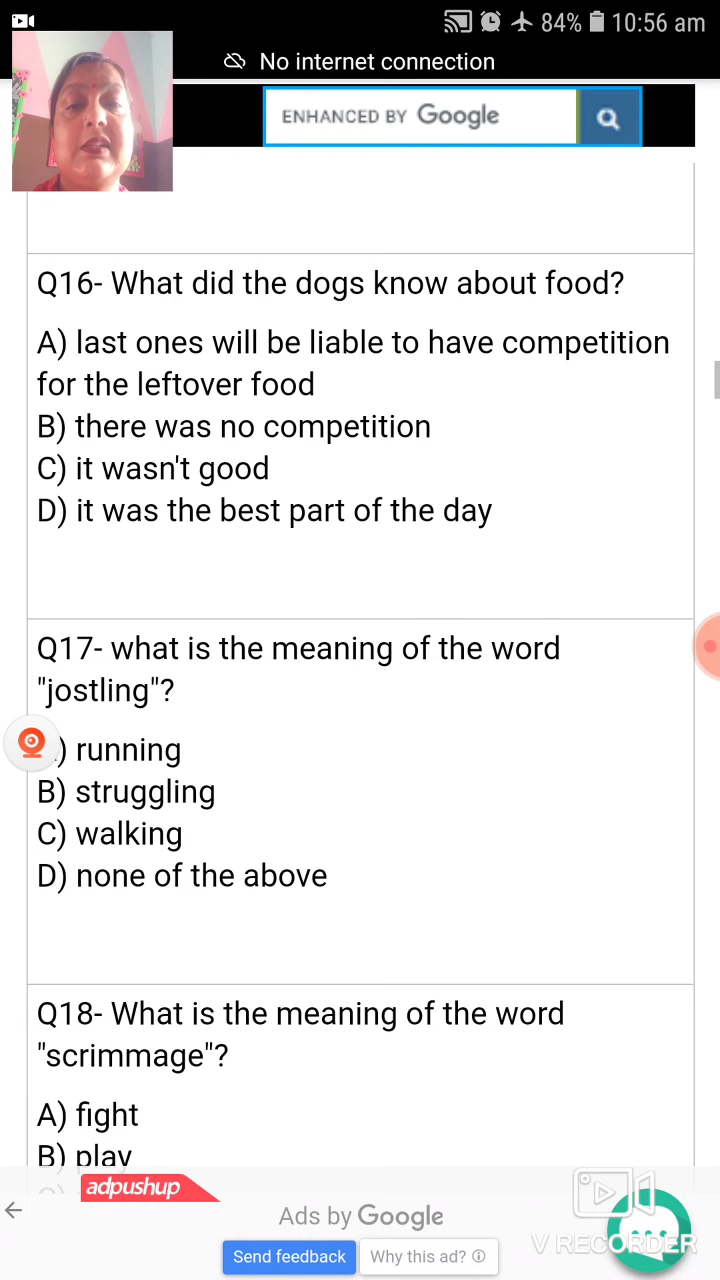 84% 10:56 am
No internet connection
ENHANCED BY Google
Q16- What did the dogs know about food?
A) last ones will be liable to have competition
for the leftover food
B) there was no competition
C) it wasn't good
D) it was the best part of the day
Q17- what is the meaning of the word
"jostling"?
) running
B) struggling
C) walking
D) none of the above
Q18- What is the meaning of the word
"scrimmage"?
A) fight
B) play
adpushup
Ads by Google
Send feedback Why this ad?
V RECORDER